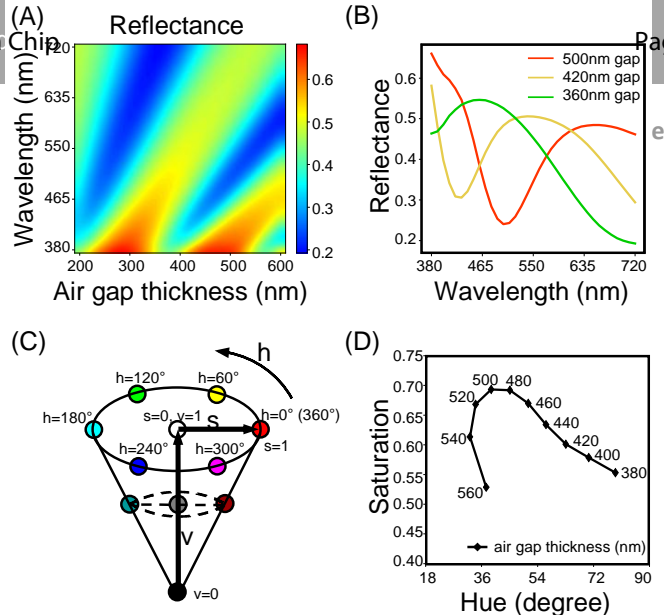 (A)
Reflectance
Chip
720
635
550
465
380
Wavelength (nm)
200
300
400
500
600
Air gap thickness (nm)
0.6
0.5
0.4
0.3
0.2
(B)
Pac
e
500nm gap
420nm gap
360nm gap
0.6
0.5
0.4
0.3
0.2
Reflectance
380
465
550
635
720
Wavelength (nm)
(C)
h
h=120°
h=60°
h=180°
s=0, v=1
h=0° (360°)
s
s=1
h=240°
h=300°
v
v=0
(D)
0.75
0.70
0.65
0.60
0.55
0.50
0.45
0.40
Saturation
500
480
520
460
440
540
420
400
380
560
air gap thickness (nm)
18
36
54
72
90
Hue (degree)